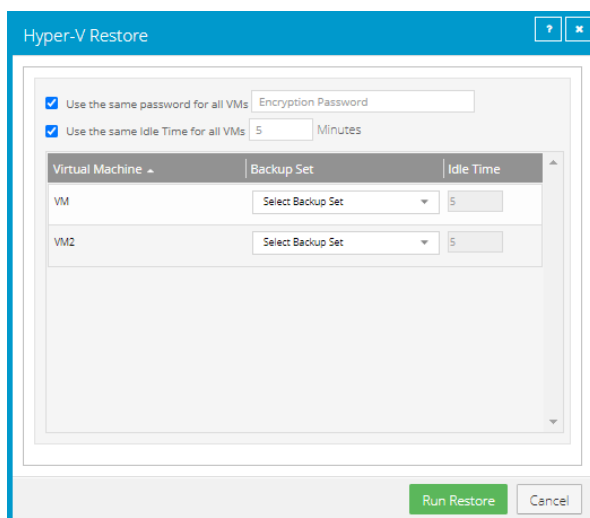 Hyper-V Restore ? ×
Use the same password for all VMs Encryption Password
Use the same Idle Time for all VMs 5 Minutes
Virtual Machine Backup Set Idle Time
VM Select Backup Set 5
VM2 Select Backup Set 5
Run Restore Cancel